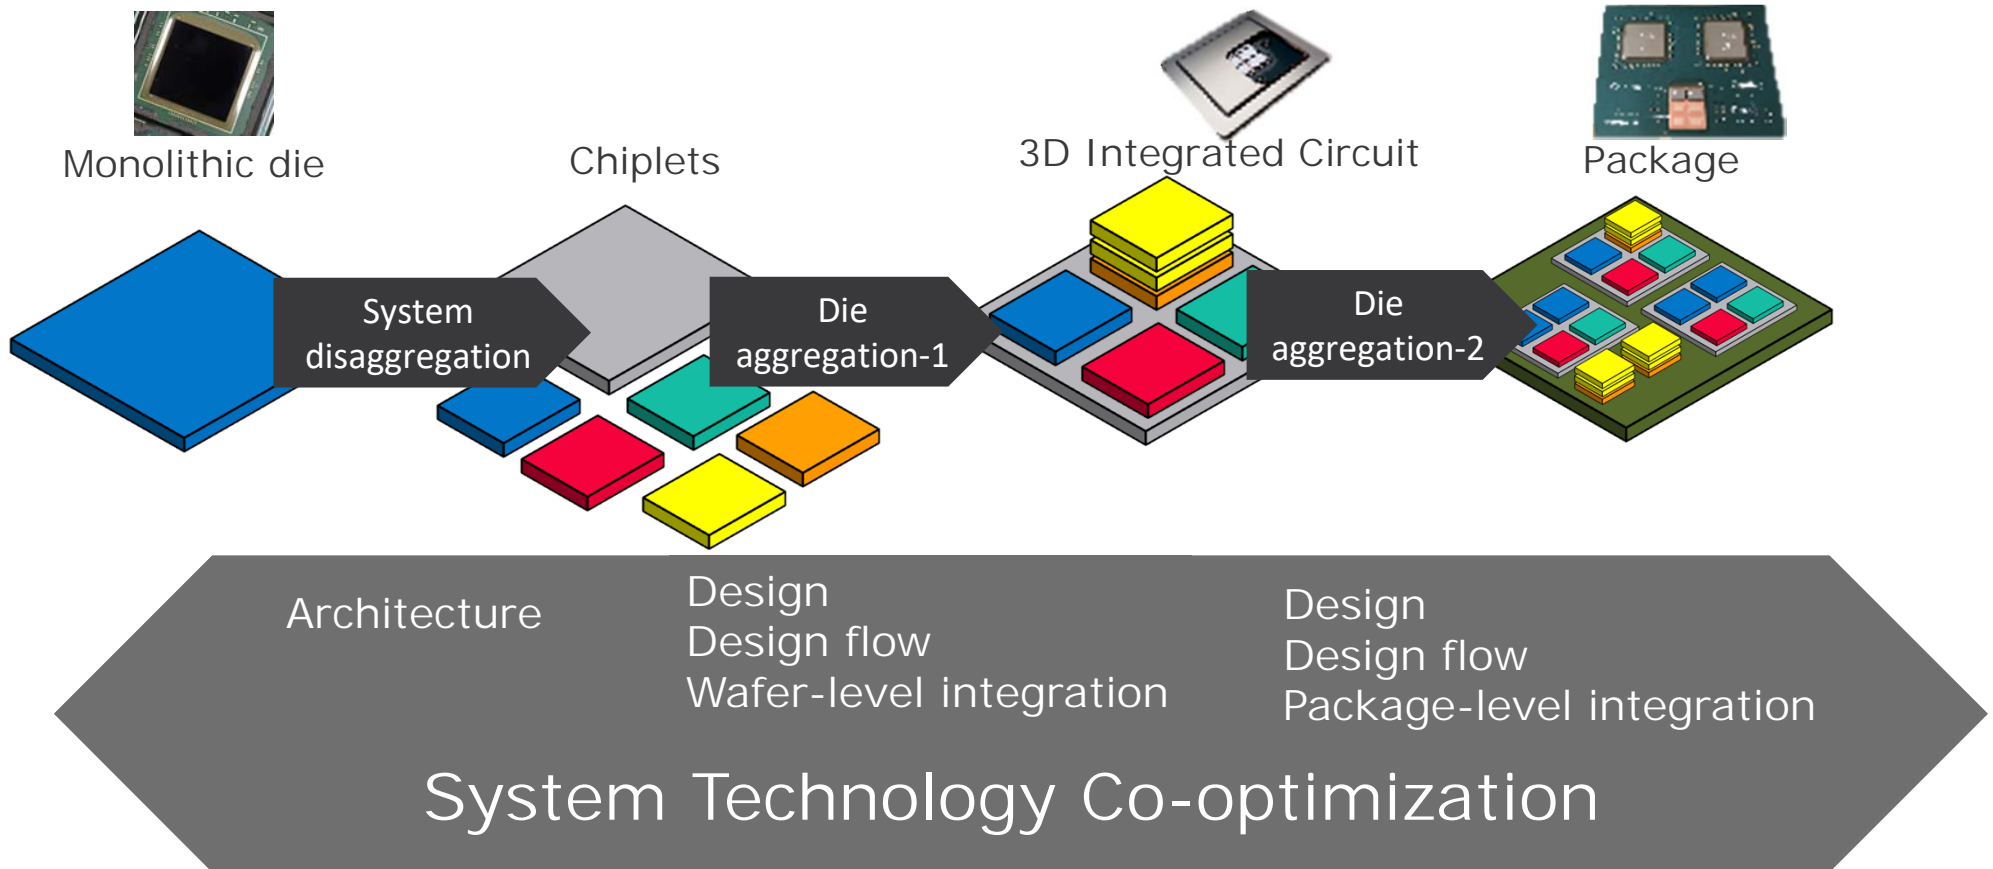 Monolithic die
Chiplets
3D Integrated Circuit
Package
System
disaggregation
Die
aggregation-1
Die
aggregation-2
Architecture
Design
Design flow
Wafer-level integration
Design
Design flow
Package-level integration
System Technology Co-optimization